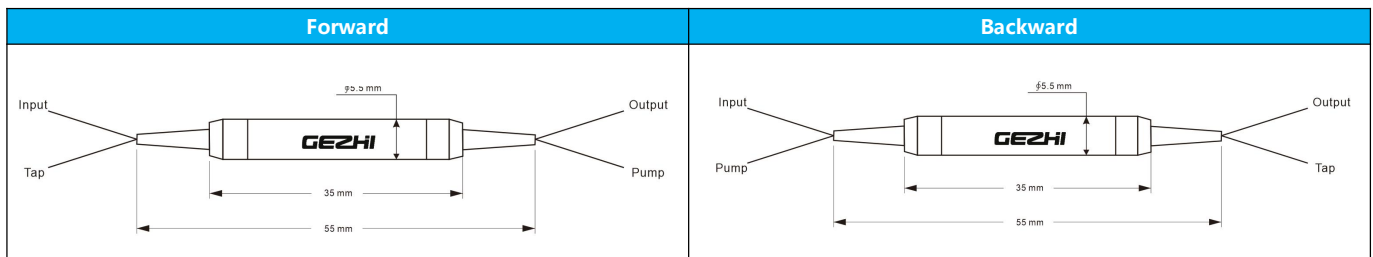 Forward
Backward
φ5.5 mm
Input
Output
GEZHI
Tap
Pump
35 mm
55 mm
φ5.5 mm
Input
Output
GEZHI
Pump
Tap
35 mm
55 mm